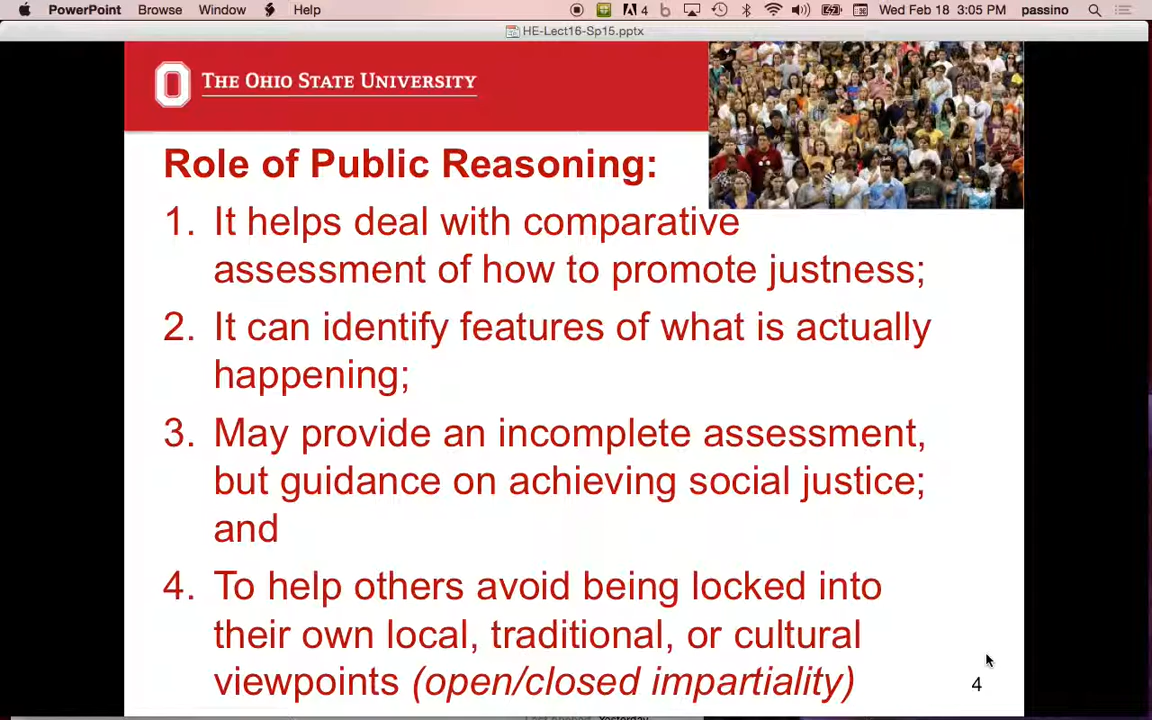 PowerPoint Browse Window Help 4 Wed Feb 18 3:05 PM passino
HE-Lect16-Sp15.pptx
O THE OHIO STATE UNIVERSITY
Role of Public Reasoning:
1. It helps deal with comparative
assessment of how to promote justness;
2. It can identify features of what is actually
happening;
3. May provide an incomplete assessment,
but guidance on achieving social justice;
and
4. To help others avoid being locked into
their own local, traditional, or cultural
viewpoints (open/closed impartiality)
4
Last opened Yesterday